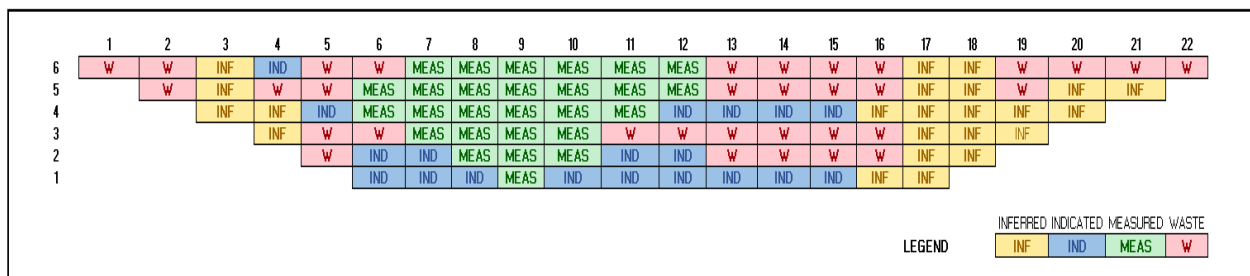 1 2 3 4 5 6 7 8 9 10 11 12 13 14 15 16 17 18 19 20 21 22
6 W W INF IND W W MEAS MEAS MEAS MEAS MEAS MEAS W W W W INF INF W W W W
5 W INF W W MEAS MEAS MEAS MEAS MEAS MEAS MEAS W W W W INF INF W INF INF
4 INF INF IND MEAS MEAS MEAS MEAS MEAS MEAS IND IND IND IND INF INF INF INF INF
3 INF W W MEAS MEAS MEAS MEAS W W W W W W INF INF INF
2 W IND IND MEAS MEAS MEAS IND IND W W W W INF INF
1 IND IND IND MEAS IND IND IND IND IND IND INF INF
INFERRED INDICATED MEASURED WASTE
LEGEND INF IND MEAS W